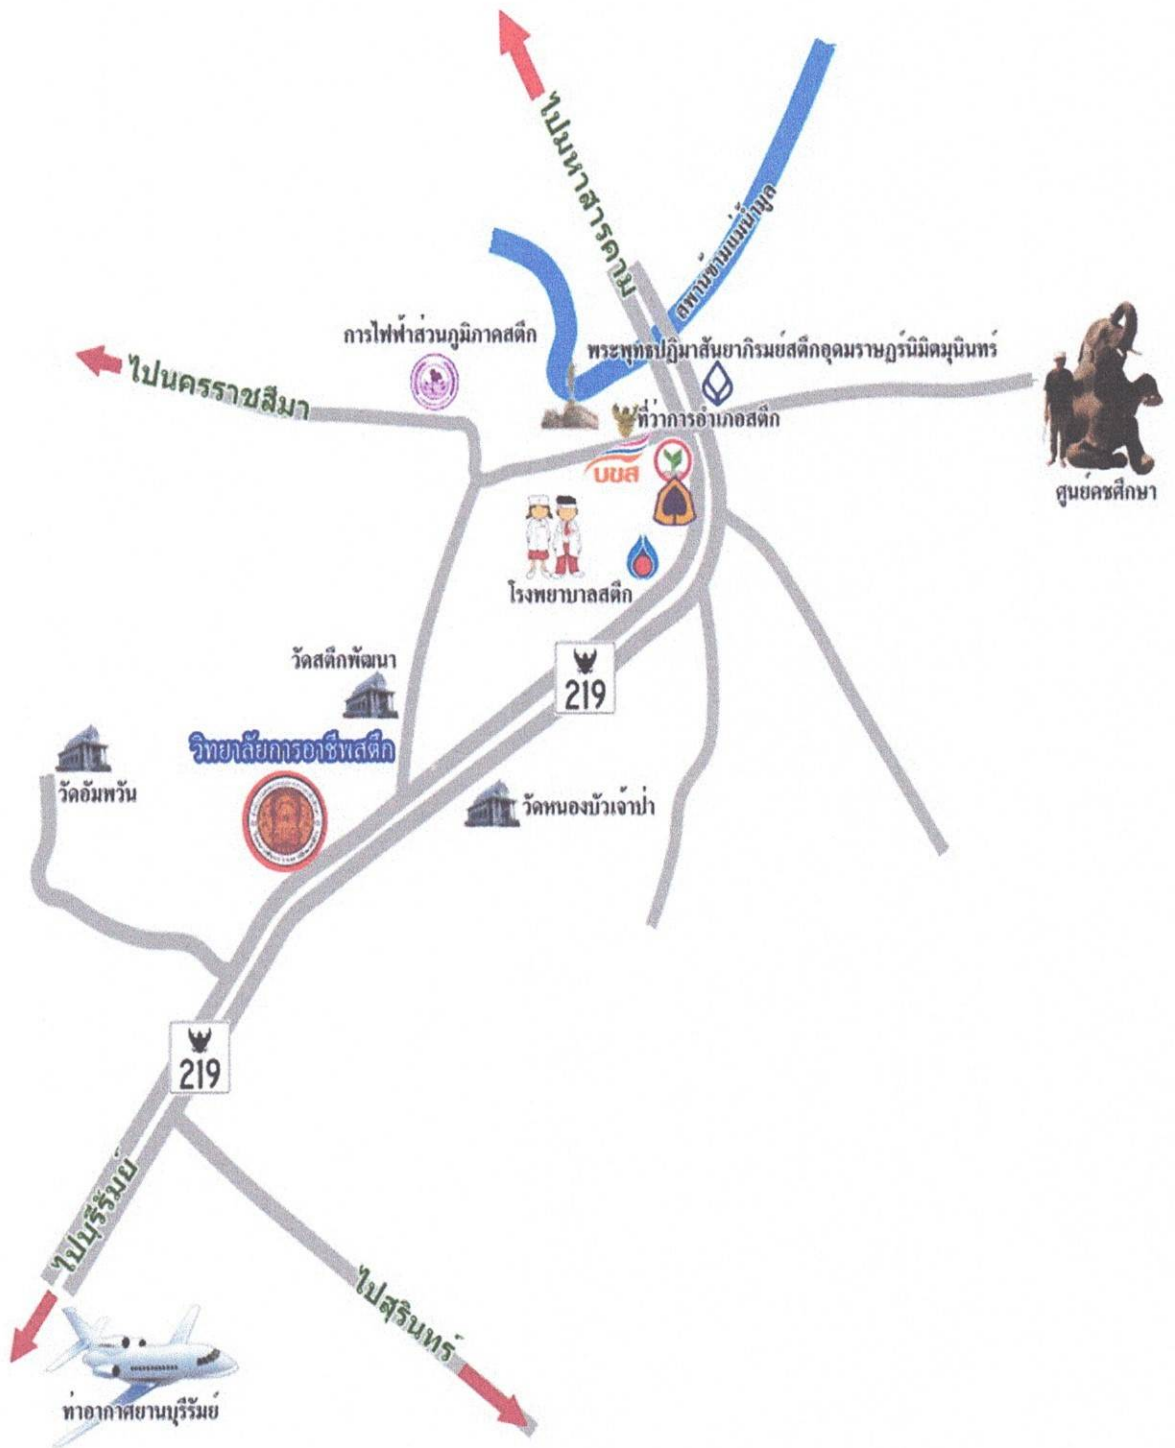 ไปมหาสารคาม
สพานข้ามแม่น้ำมูล
การไฟฟ้าส่วนภูมิภาคสตึก
พระพุทธปฏิมาสันยาภิรมย์สตึกอุดมราษฎร์นิมิตมุนินทร์
ไปนครราชสีมา
ที่ว่าการอำเภอสตึก
บขส
ศูนย์คชศึกษา
โรงพยาบาลสตึก
วัดสตึกพัฒนา
219
วิทยาลัยการอาชีพสตึก
วัดอัมพวัน
วัดหนองบัวเจ้าป่า
219
ไปบุรีรัมย์
ไปสุรินทร์
ท่าอากาศยานบุรีรัมย์